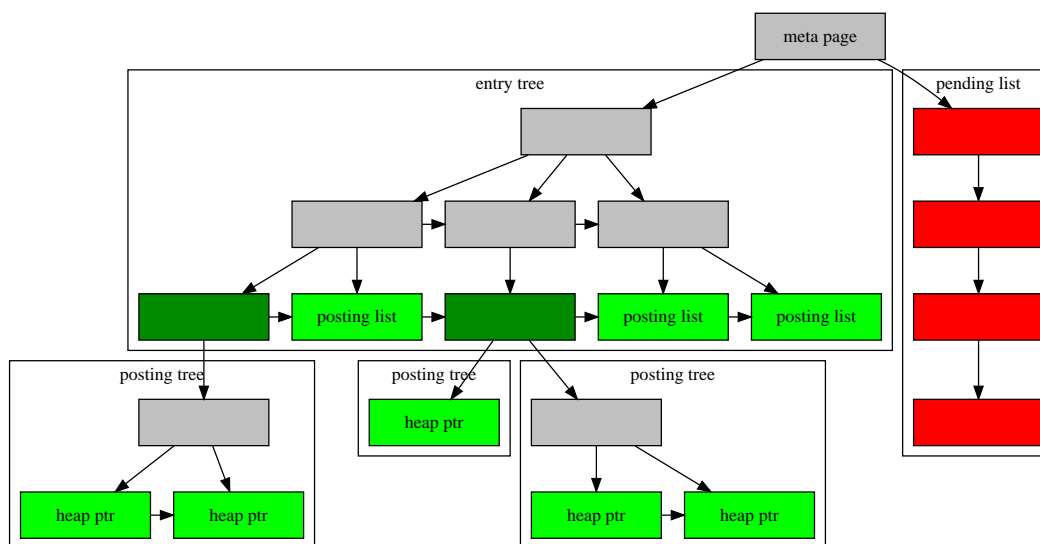 meta page
entry tree
pending list
posting list
posting list
posting list
posting tree
posting tree
posting tree
heap ptr
heap ptr
heap ptr
heap ptr
heap ptr